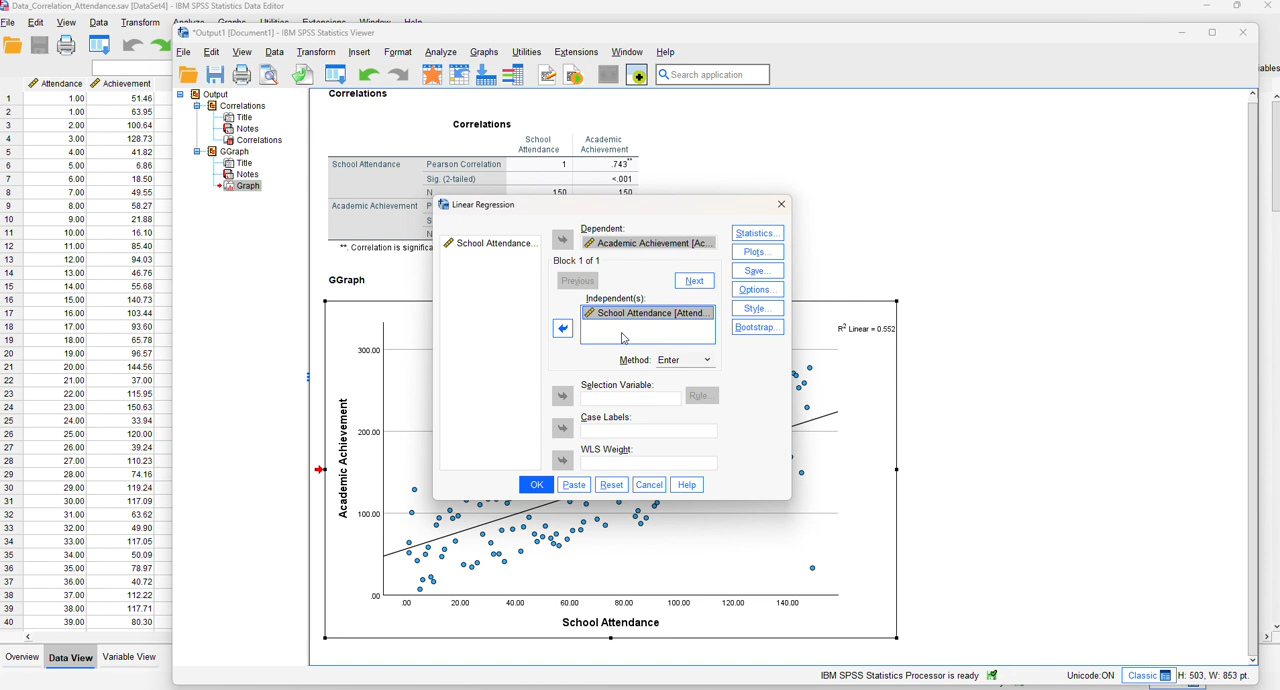 Data_Correlation_Attendance.sav [DataSet4] - IBM SPSS Statistics Data Editor
File Edit View Data Transform Analyze Graphs Utilities Extensions Window Help
*Output1 [Document1] - IBM SPSS Statistics Viewer
File Edit View Data Transform Insert Format Analyze Graphs Utilities Extensions Window Help
Search application
Attendance Achievement
1 1.00 51.46
2 1.00 63.95
3 2.00 100.64
4 3.00 128.73
5 4.00 41.82
6 5.00 6.86
7 6.00 18.50
8 7.00 49.55
9 8.00 58.27
10 9.00 21.88
11 10.00 16.10
12 11.00 85.40
13 12.00 94.03
14 13.00 46.76
15 14.00 55.68
16 15.00 140.73
17 16.00 103.44
18 17.00 93.60
19 18.00 65.78
20 19.00 96.57
21 20.00 144.56
22 21.00 37.00
23 22.00 115.95
24 23.00 150.63
25 24.00 33.94
26 25.00 120.00
27 26.00 39.24
28 27.00 110.23
29 28.00 74.16
30 29.00 119.24
31 30.00 117.09
32 31.00 63.62
33 32.00 49.90
34 33.00 117.05
35 34.00 50.09
36 35.00 78.97
37 36.00 40.72
38 37.00 112.22
39 38.00 117.71
40 39.00 80.30
Overview Data View Variable View
Output
Correlations
Title
Notes
Correlations
GGraph
Title
Notes
Graph
Correlations
Correlations
School Attendance
Academic Achievement
School Attendance Pearson Correlation 1 .743**
Sig. (2-tailed) <.001
N 150 150
Academic Achievement P
S
N
**. Correlation is significa
GGraph
R² Linear = 0.552
300.00
200.00
100.00
.00
Academic Achievement
.00 20.00 40.00 60.00 80.00 100.00 120.00 140.00
School Attendance
Linear Regression
School Attendance...
Dependent:
Academic Achievement [Ac...
Block 1 of 1
Previous Next
Independent(s):
School Attendance [Attend...
Method: Enter
Selection Variable:
Rule...
Case Labels:
WLS Weight:
Statistics...
Plots...
Save...
Options...
Style...
Bootstrap...
OK Paste Reset Cancel Help
IBM SPSS Statistics Processor is ready Unicode:ON Classic H: 503, W: 853 pt.